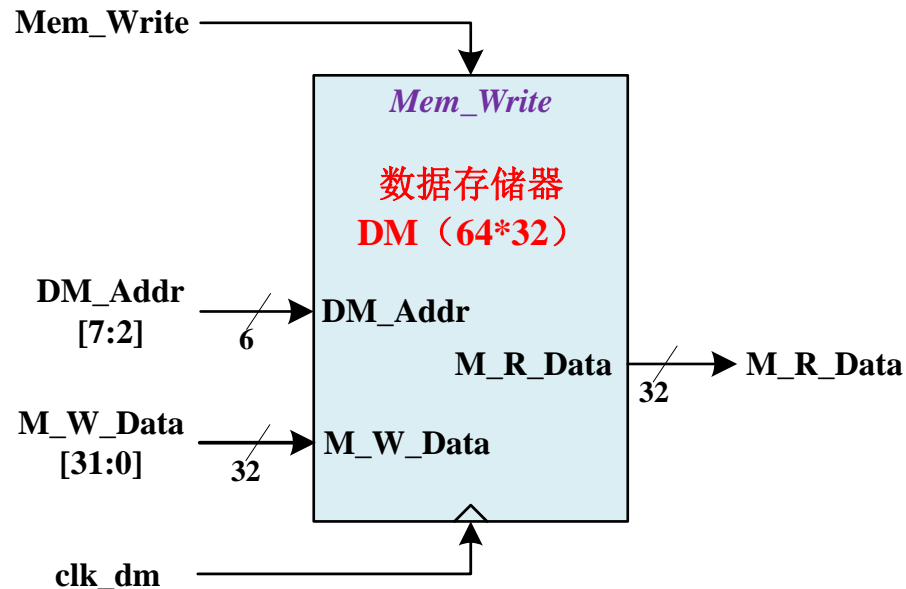 Mem_Write
Mem_Write
数据存储器
DM（64*32）
DM_Addr
[7:2]
6
DM_Addr
M_R_Data
32
M_R_Data
M_W_Data
[31:0]
32
M_W_Data
clk_dm